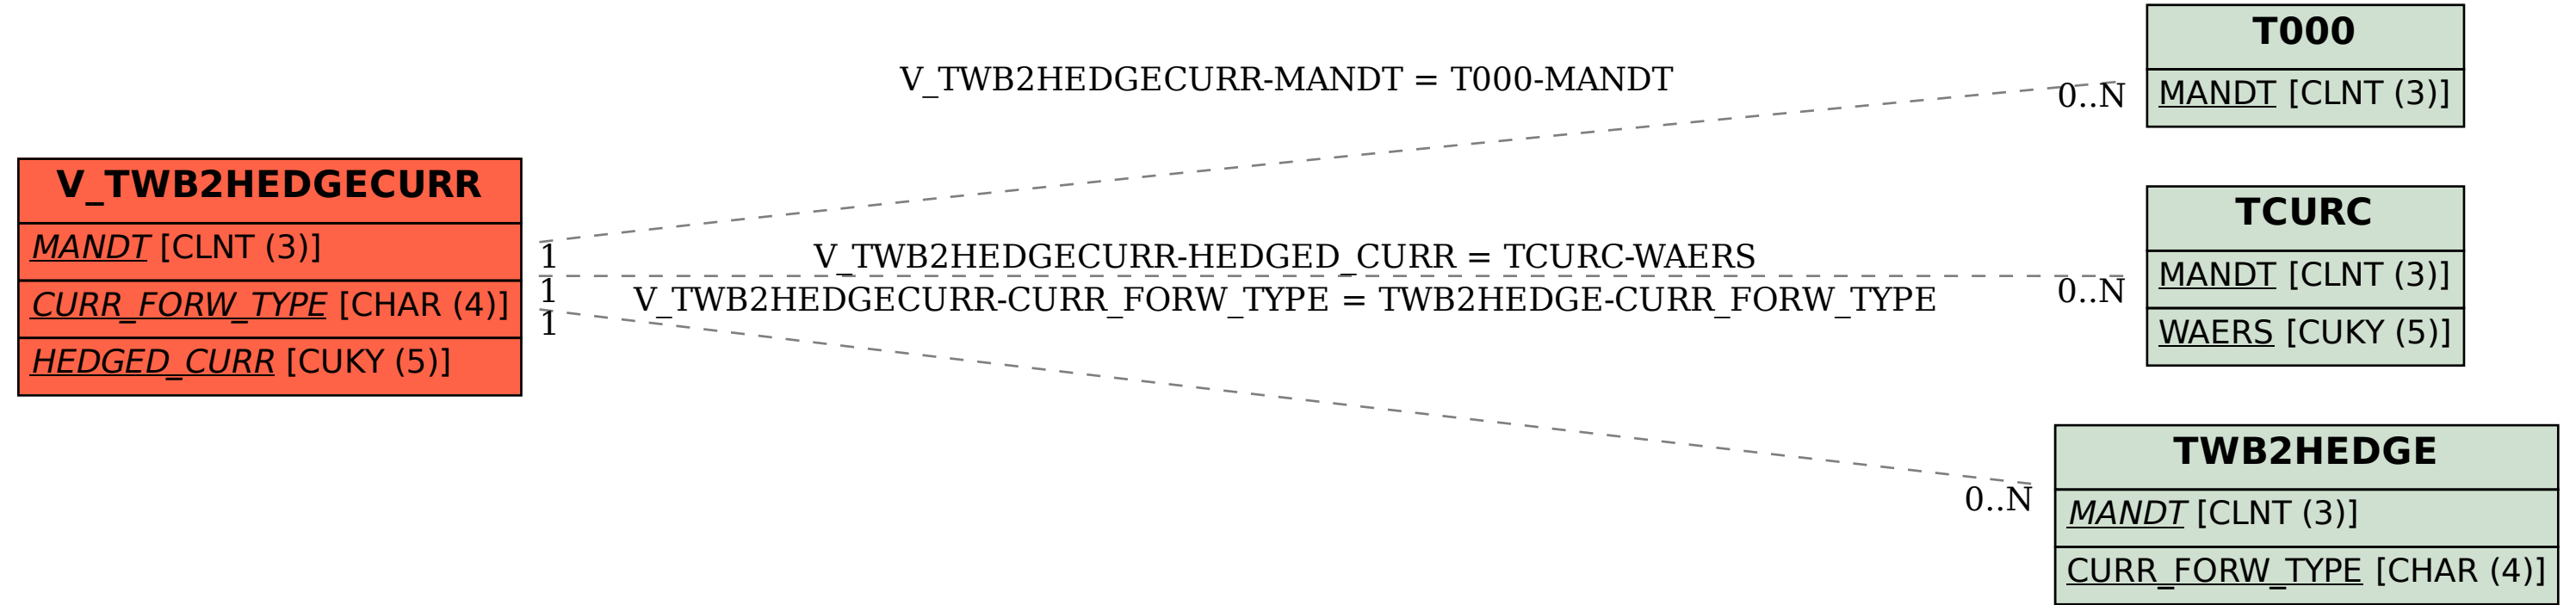 V_TWB2HEDGECURR
MANDT [CLNT (3)]
CURR_FORW_TYPE [CHAR (4)]
HEDGED_CURR [CUKY (5)]
V_TWB2HEDGECURR-MANDT = T000-MANDT
1
0..N
V_TWB2HEDGECURR-HEDGED_CURR = TCURC-WAERS
1
0..N
V_TWB2HEDGECURR-CURR_FORW_TYPE = TWB2HEDGE-CURR_FORW_TYPE
1
0..N
T000
MANDT [CLNT (3)]
TCURC
MANDT [CLNT (3)]
WAERS [CUKY (5)]
TWB2HEDGE
MANDT [CLNT (3)]
CURR_FORW_TYPE [CHAR (4)]